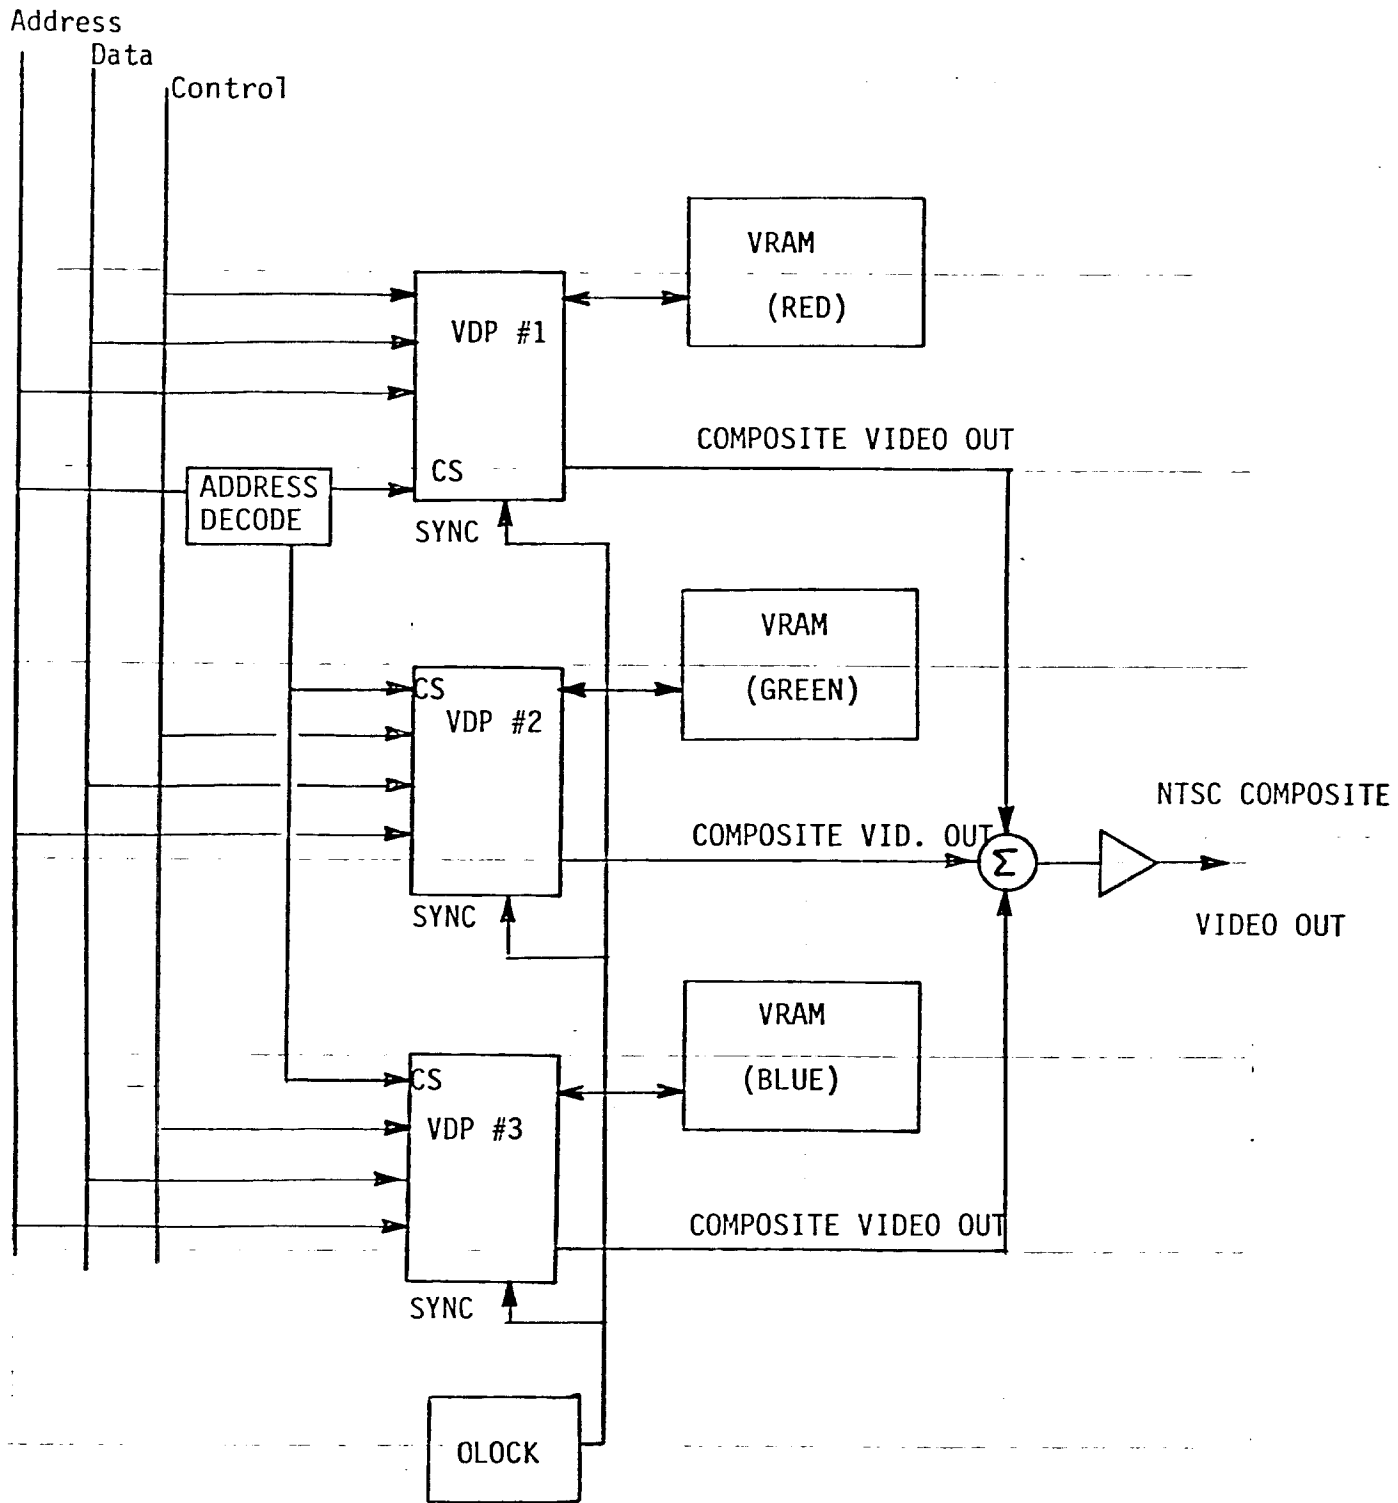 Address
Data
Control
VRAM
(RED)
VDP #1
COMPOSITE VIDEO OUT
CS
ADDRESS
DECODE
SYNC
VRAM
(GREEN)
CS
VDP #2
NTSC COMPOSITE
COMPOSITE VID. OUT
Σ
SYNC
VIDEO OUT
VRAM
(BLUE)
CS
VDP #3
COMPOSITE VIDEO OUT
SYNC
OLOCK